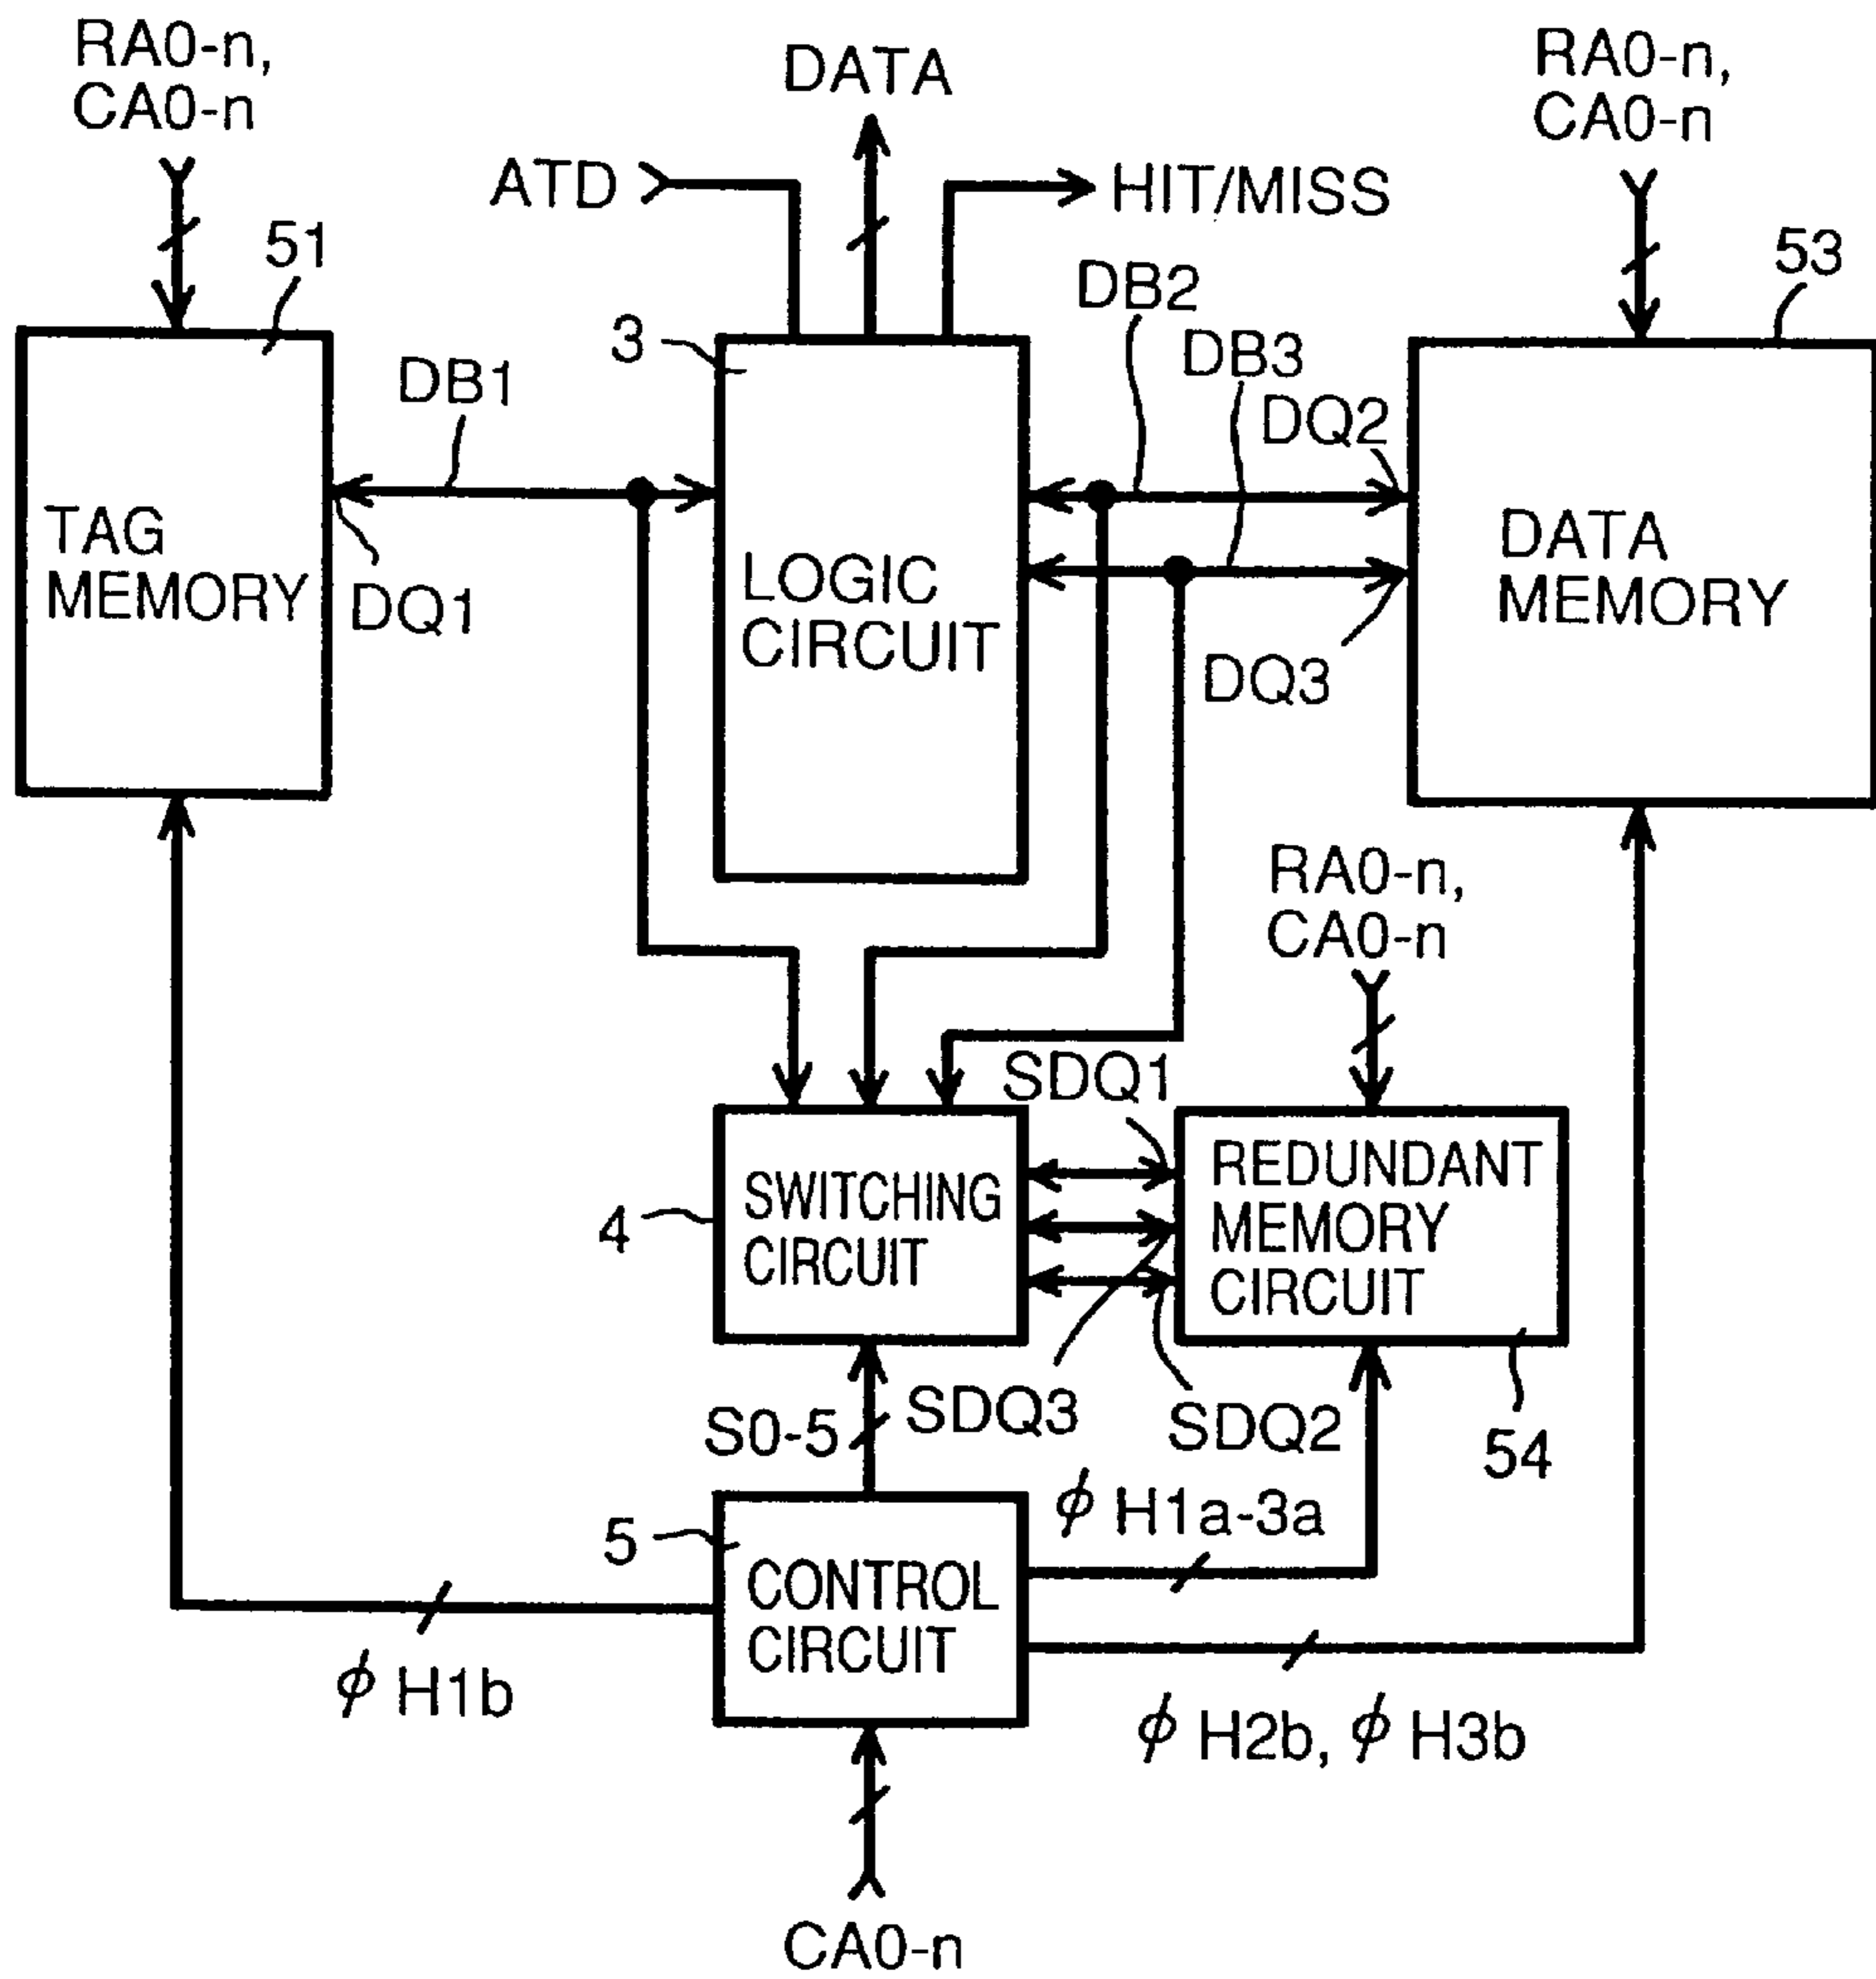 RA0-n,
CA0-n
DATA
RA0-n,
CA0-n
ATD
HIT/MISS
51
53
DB2
3
DB3
DB1
DQ2
TAG
MEMORY
DATA
MEMORY
LOGIC
CIRCUIT
DQ1
DQ3
RA0-n,
CA0-n
SDQ1
SWITCHING
CIRCUIT
REDUNDANT
MEMORY
CIRCUIT
4
SDQ3
SDQ2
S0-5
54
ϕ H1a-3a
5
CONTROL
CIRCUIT
ϕ H1b
ϕ H2b, ϕ H3b
CA0-n